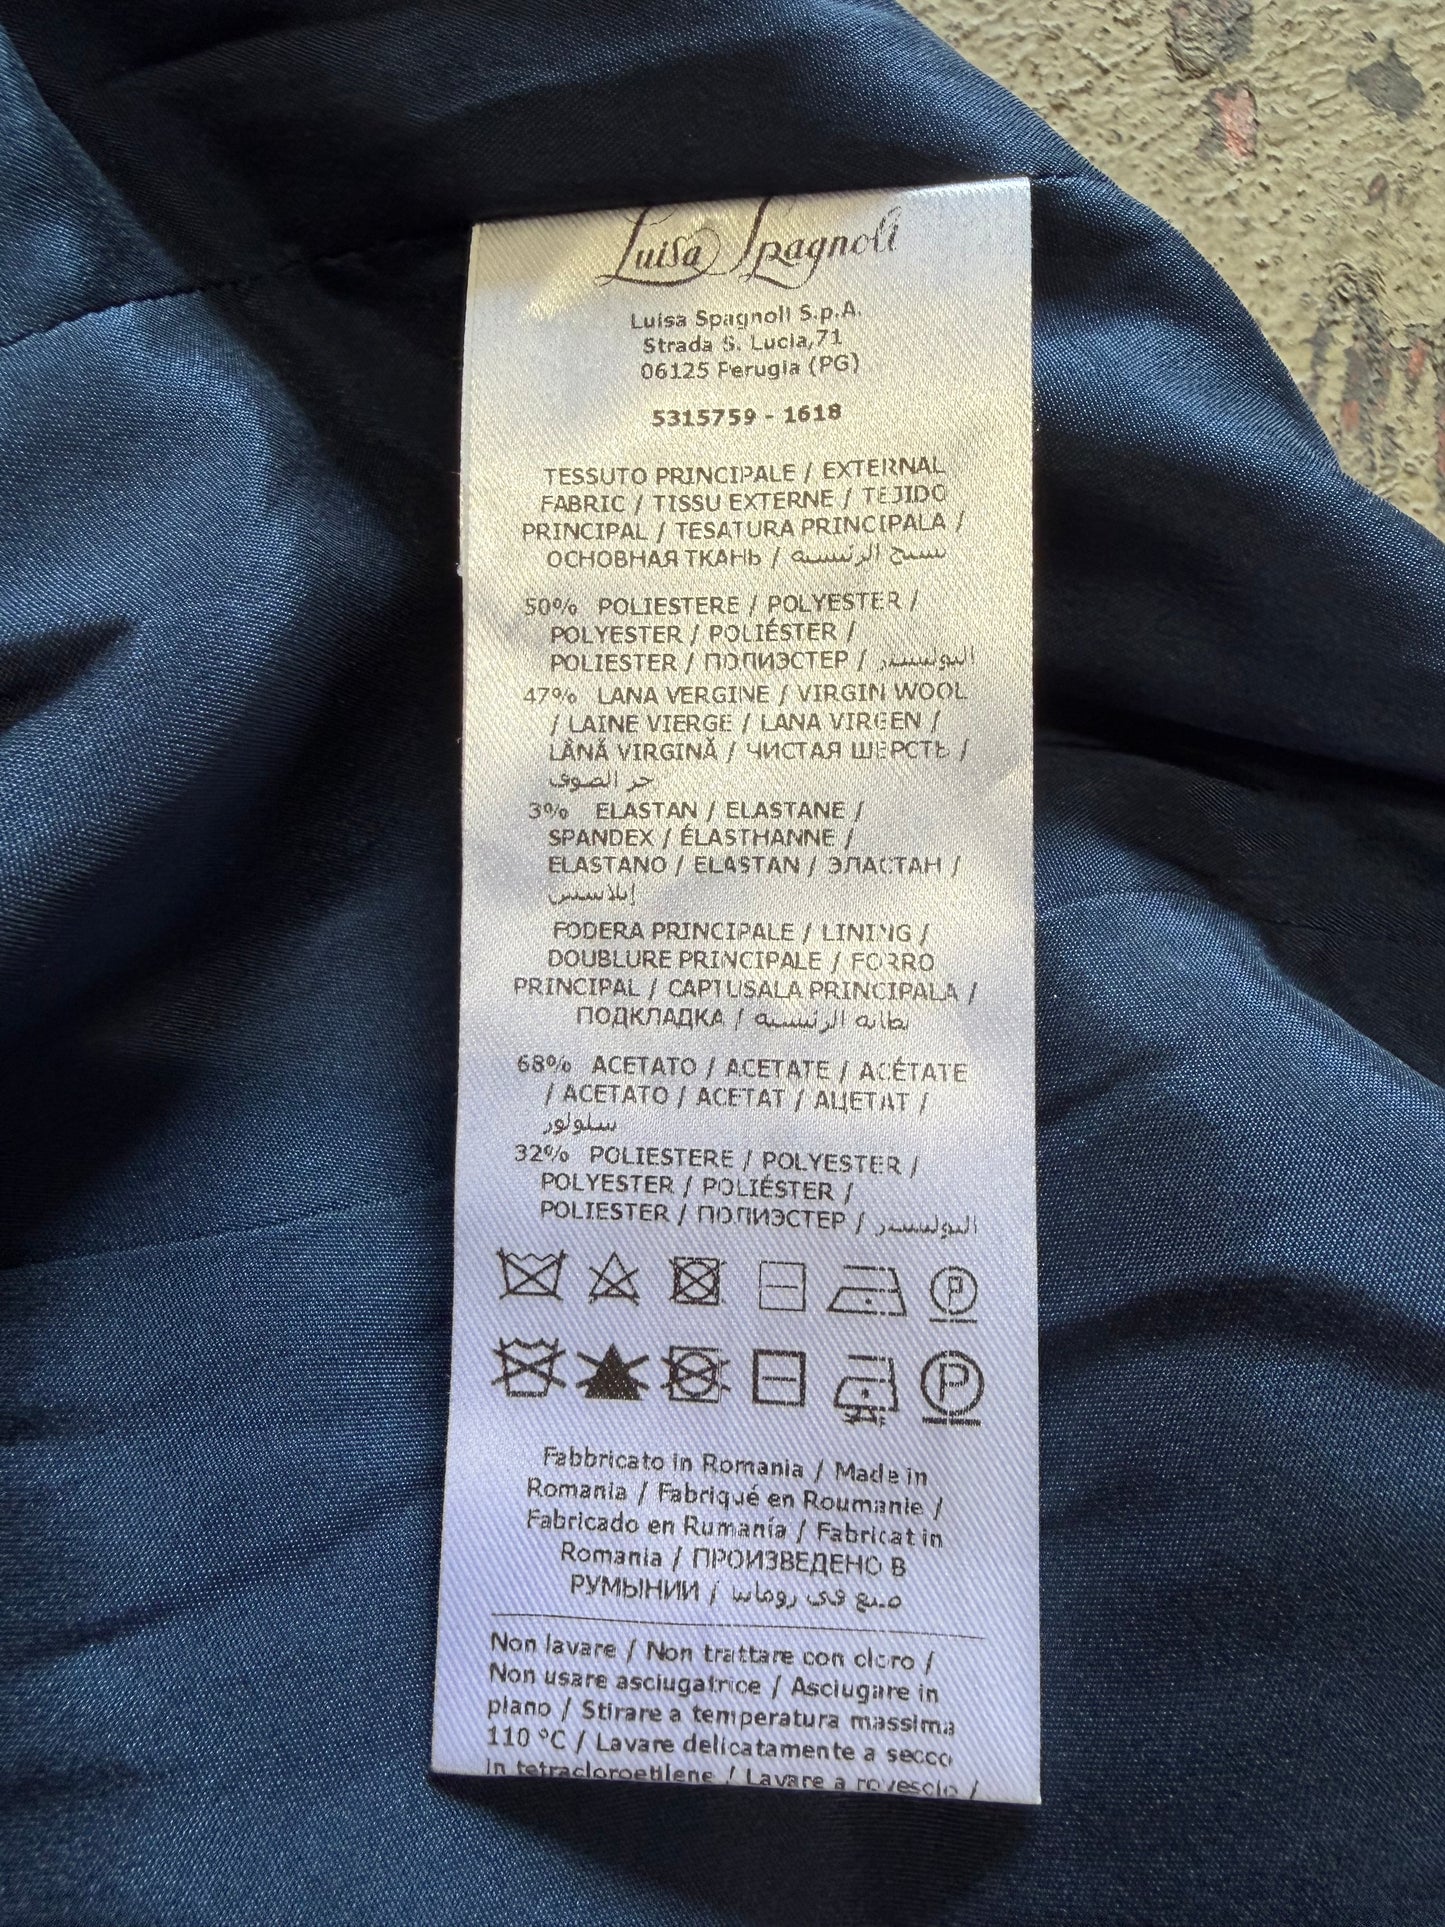 Luisa Spagnoli
Luisa Spagnoli S.p.A.
Strada S. Lucia,71
06125 Perugia (PG)
5315759 - 1618
TESSUTO PRINCIPALE / EXTERNAL
FABRIC / TISSU EXTERNE / TEJIDO
PRINCIPAL / TESATURA PRINCIPALA /
ОСНОВНАЯ ТКАНЬ / نسيج الرئيسية
50% POLIESTERE / POLYESTER /
POLYESTER / POLIÉSTER /
POLIESTER / ПОЛИЭСТЕР / البوليستر
47% LANA VERGINE / VIRGIN WOOL
/ LAINE VIERGE / LANA VIRGEN /
LÂNĂ VIRGINĂ / ЧИСТАЯ ШЕРСТЬ /
جز الصوف
3% ELASTAN / ELASTANE /
SPANDEX / ÉLASTHANNE /
ELASTANO / ELASTAN / ЭЛАСТАН /
إيلاستين
FODERA PRINCIPALE / LINING /
DOUBLURE PRINCIPALE / FORRO
PRINCIPAL / CAPTUSALA PRINCIPALA /
ПОДКЛАДКА / بطانة الرئيسية
68% ACETATO / ACETATE / ACÉTATE
/ ACETATO / ACETAT / АЦЕТАТ /
سلولوز
32% POLIESTERE / POLYESTER /
POLYESTER / POLIÉSTER /
POLIESTER / ПОЛИЭСТЕР / البوليستر
P
P
Fabbricato in Romania / Made in
Romania / Fabriqué en Roumanie /
Fabricado en Rumanía / Fabricat in
Romania / ПРОИЗВЕДЕНО В
РУМЫНИИ / صنع في رومانيا
Non lavare / Non trattare con cloro /
Non usare asciugatrice / Asciugare in
piano / Stirare a temperatura massima
110 °C / Lavare delicatamente a secco
in tetracloroetilene / Lavare a rovescio /